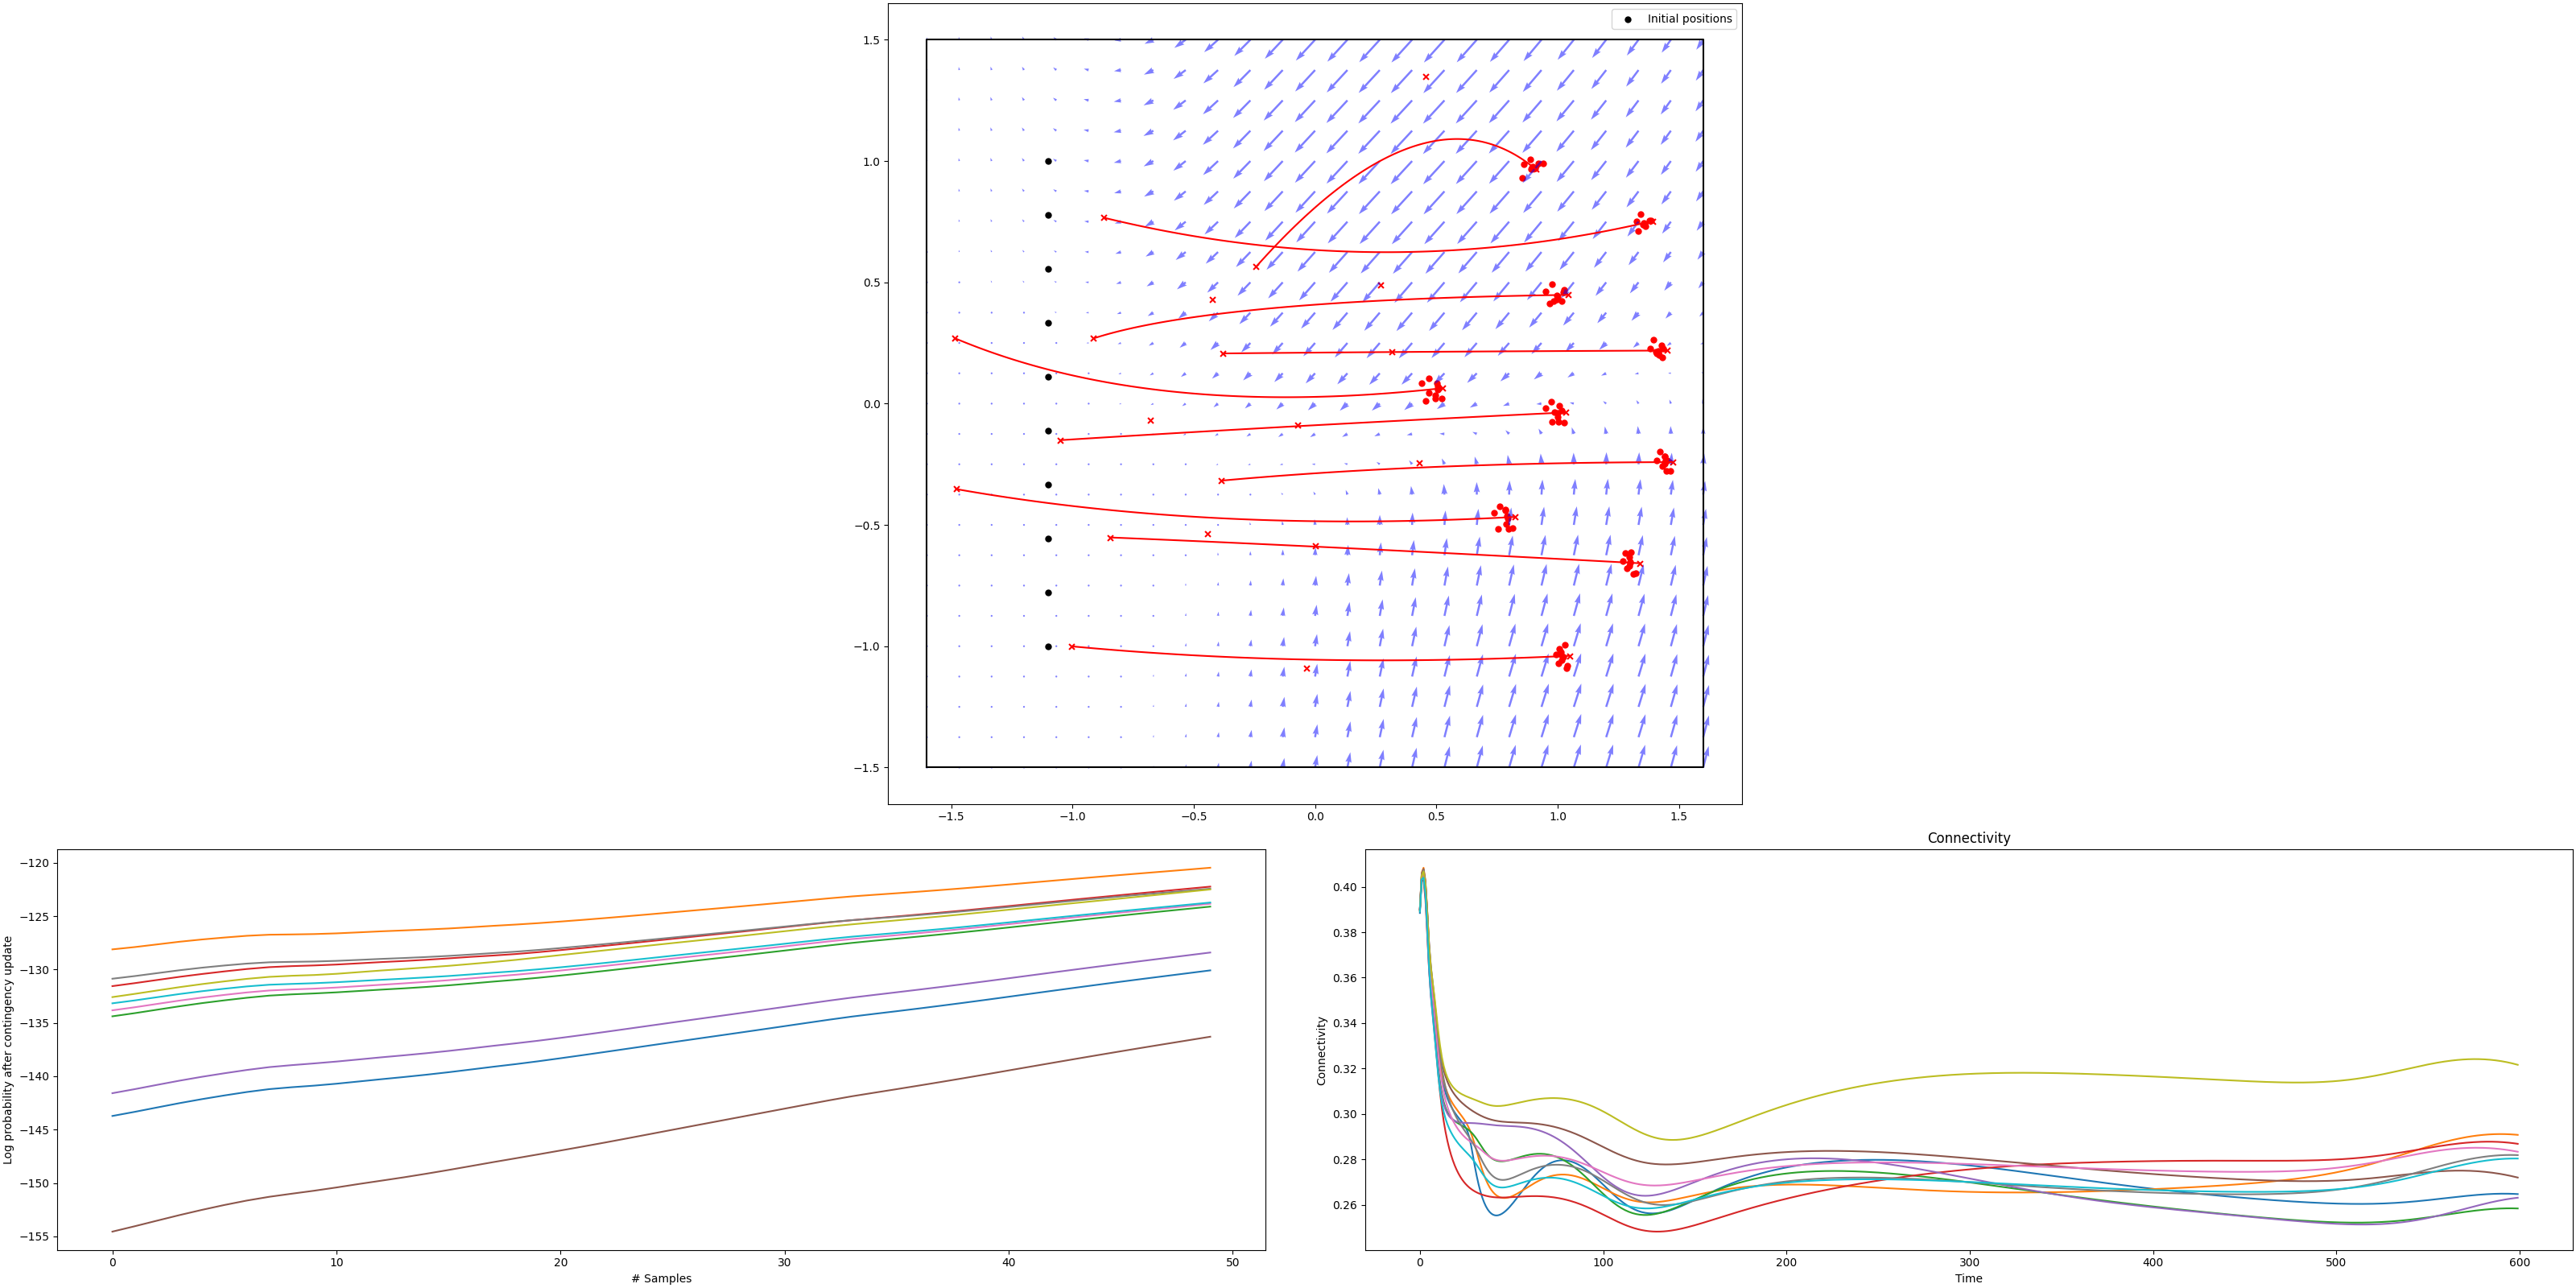 Initial positions
1.5
1.0
0.5
0.0
−0.5
−1.0
−1.5
−1.5 −1.0 −0.5 0.0 0.5 1.0 1.5
Log probability after contingency update
−120
−125
−130
−135
−140
−145
−150
−155
0 10 20 30 40 50
# Samples
Connectivity
Connectivity
0.40
0.38
0.36
0.34
0.32
0.30
0.28
0.26
0 100 200 300 400 500 600
Time